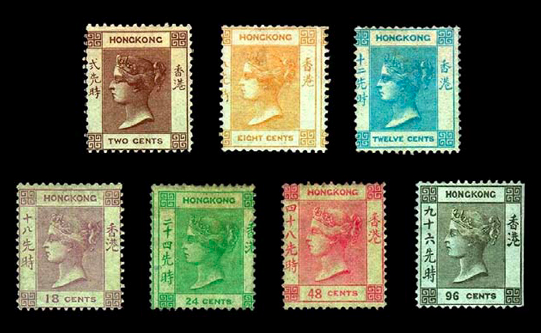 HONGKONG
弍先時
香港
TWO CENTS
HONGKONG
香港
EIGHT CENTS
HONGKONG
十二先時
香港
TWELVE CENTS
HONGKONG
十八先時
香港
18 CENTS
HONGKONG
二十四先時
香港
24 CENTS
HONGKONG
四十八先時
香港
48 CENTS
HONGKONG
九十六先時
香港
96 CENTS